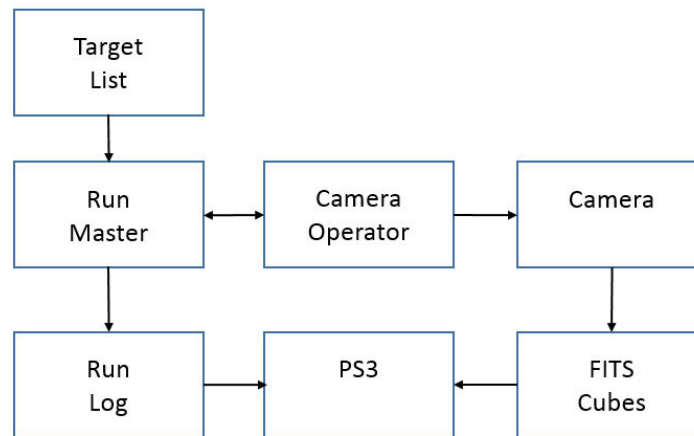 Target
List
Run
Master
Camera
Operator
Camera
Run
Log
PS3
FITS
Cubes